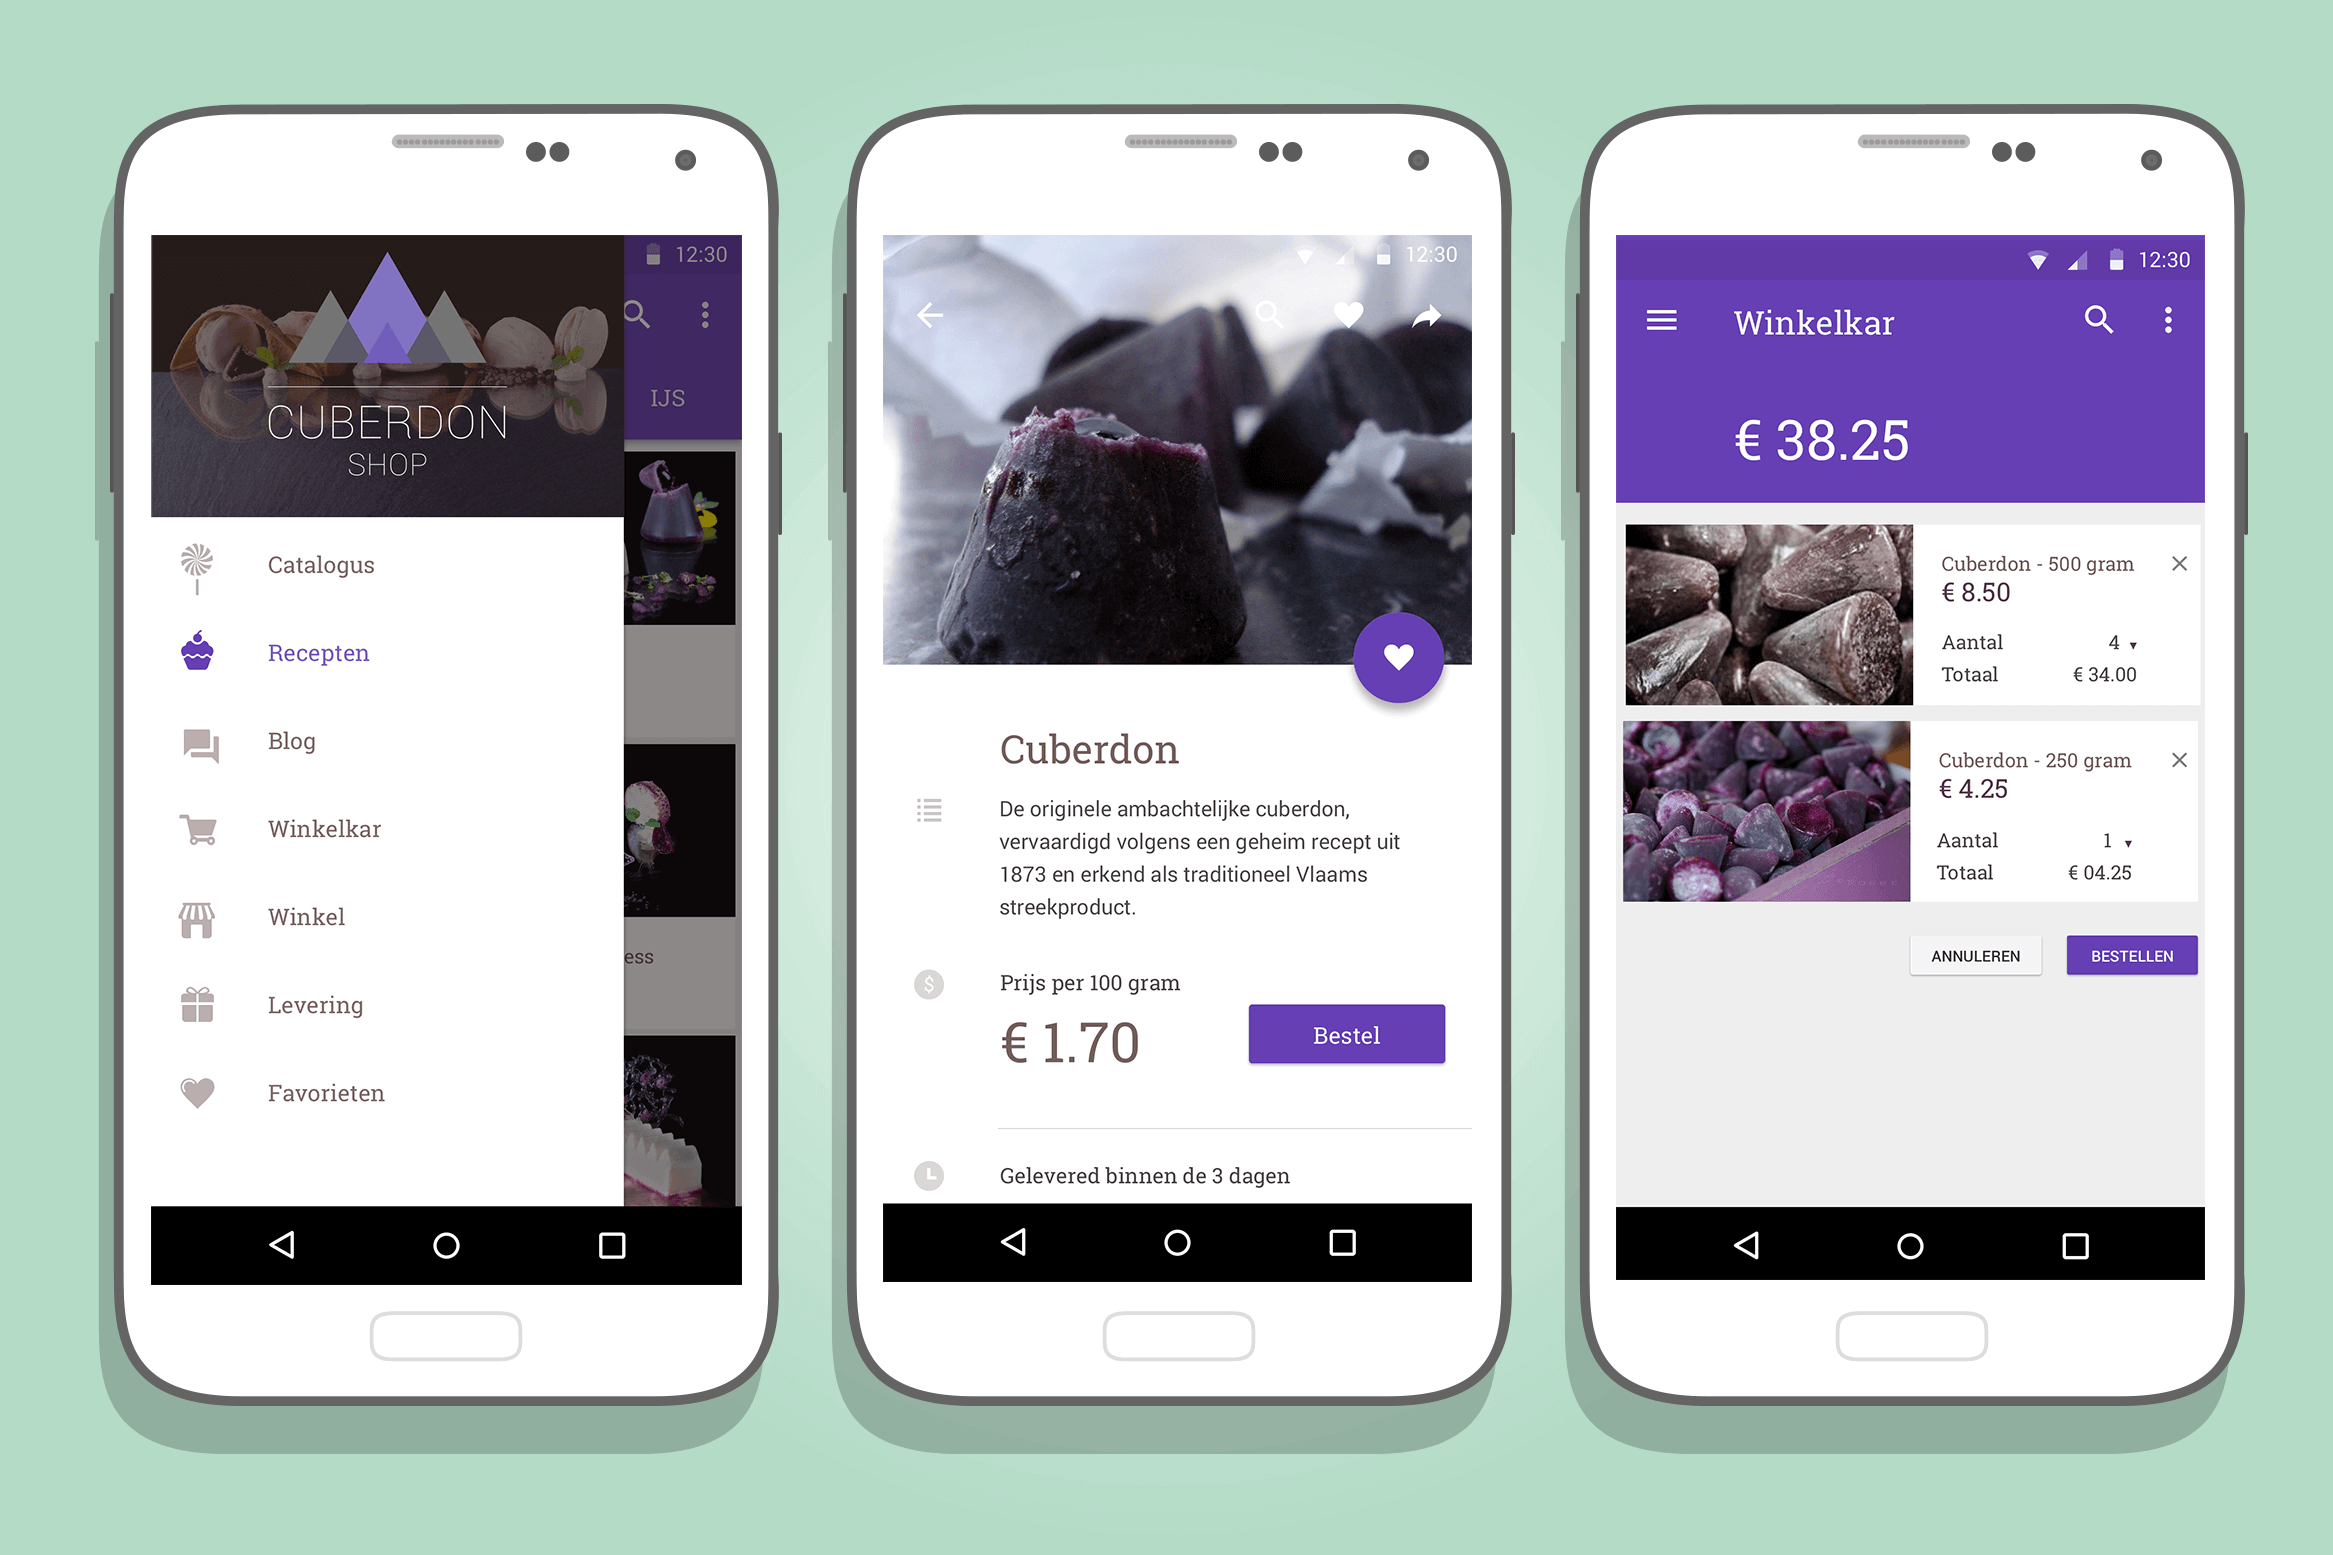 12:30
IJS
CUBERDON
SHOP
Catalogus
Recepten
Blog
Winkelkar
Winkel
Levering
Favorieten
ess
12:30
Cuberdon
De originele ambachtelijke cuberdon,
vervaardigd volgens een geheim recept uit
1873 en erkend als traditioneel Vlaams
streekproduct.
Prijs per 100 gram
€ 1.70
Bestel
Gelevered binnen de 3 dagen
12:30
Winkelkar
€ 38.25
Cuberdon - 500 gram
€ 8.50
Aantal 4
Totaal € 34.00
Cuberdon - 250 gram
€ 4.25
Aantal 1
Totaal € 04.25
ANNULEREN BESTELLEN